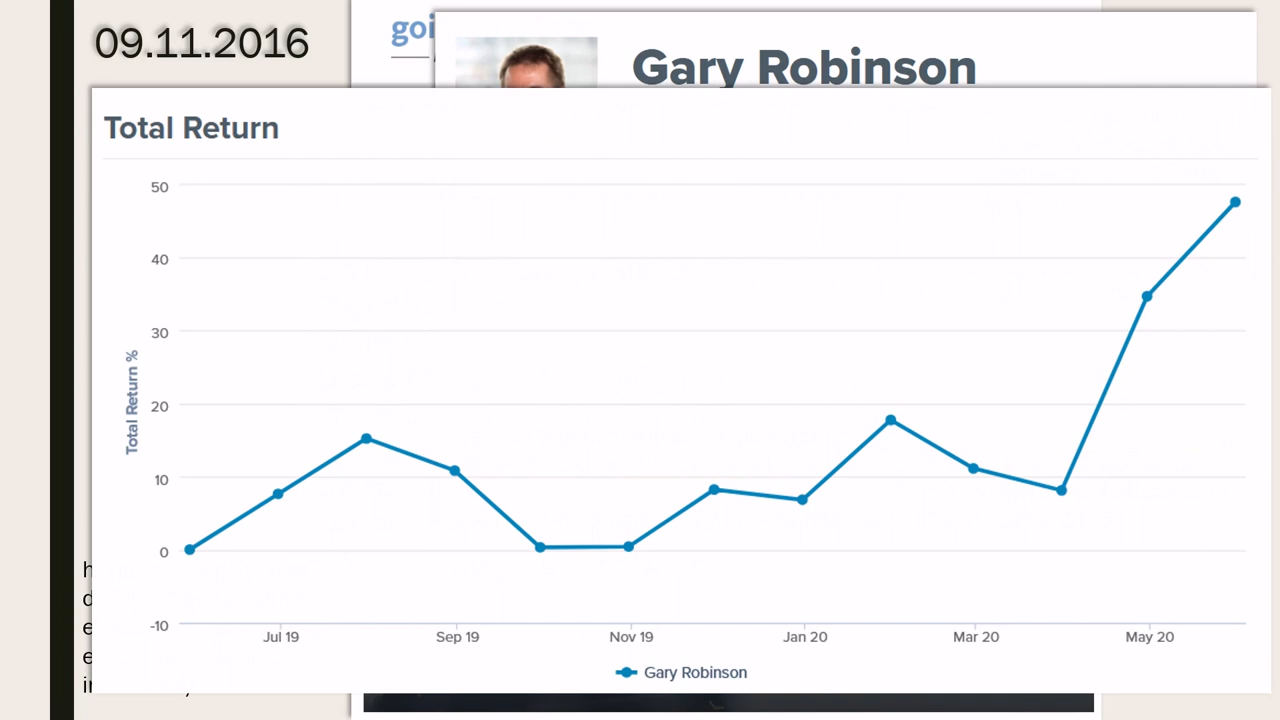 09.11.2016
goi
Gary Robinson
Total Return
Total Return %
50
40
30
20
10
0
-10
Jul 19 Sep 19 Nov 19 Jan 20 Mar 20 May 20
Gary Robinson